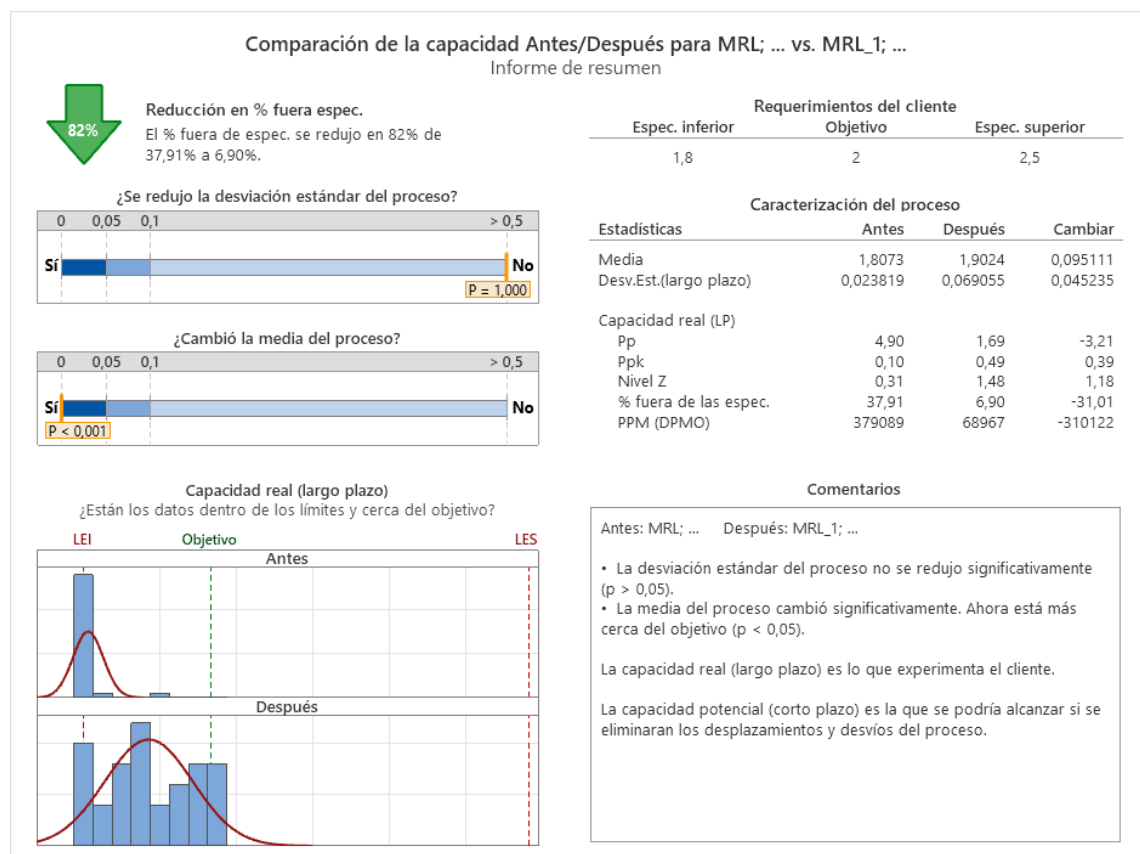 Comparación de la capacidad Antes/Después para MRL; ... vs. MRL_1; ...
Informe de resumen
82%
Reducción en % fuera espec.
El % fuera de espec. se redujo en 82% de
37,91% a 6,90%.
¿Se redujo la desviación estándar del proceso?
0 0,05 0,1 > 0,5
Sí No
P = 1,000
¿Cambió la media del proceso?
0 0,05 0,1 > 0,5
Sí No
P < 0,001
Capacidad real (largo plazo)
¿Están los datos dentro de los límites y cerca del objetivo?
LEI Objetivo LES
Antes
Después
Requerimientos del cliente
Espec. inferior Objetivo Espec. superior
1,8 2 2,5
Caracterización del proceso
Estadísticas Antes Después Cambiar
Media 1,8073 1,9024 0,095111
Desv.Est.(largo plazo) 0,023819 0,069055 0,045235
Capacidad real (LP)
Pp 4,90 1,69 -3,21
Ppk 0,10 0,49 0,39
Nivel Z 0,31 1,48 1,18
% fuera de las espec. 37,91 6,90 -31,01
PPM (DPMO) 379089 68967 -310122
Comentarios
Antes: MRL; ... Después: MRL_1; ...
• La desviación estándar del proceso no se redujo significativamente
(p > 0,05).
• La media del proceso cambió significativamente. Ahora está más
cerca del objetivo (p < 0,05).
La capacidad real (largo plazo) es lo que experimenta el cliente.
La capacidad potencial (corto plazo) es la que se podría alcanzar si se
eliminaran los desplazamientos y desvíos del proceso.